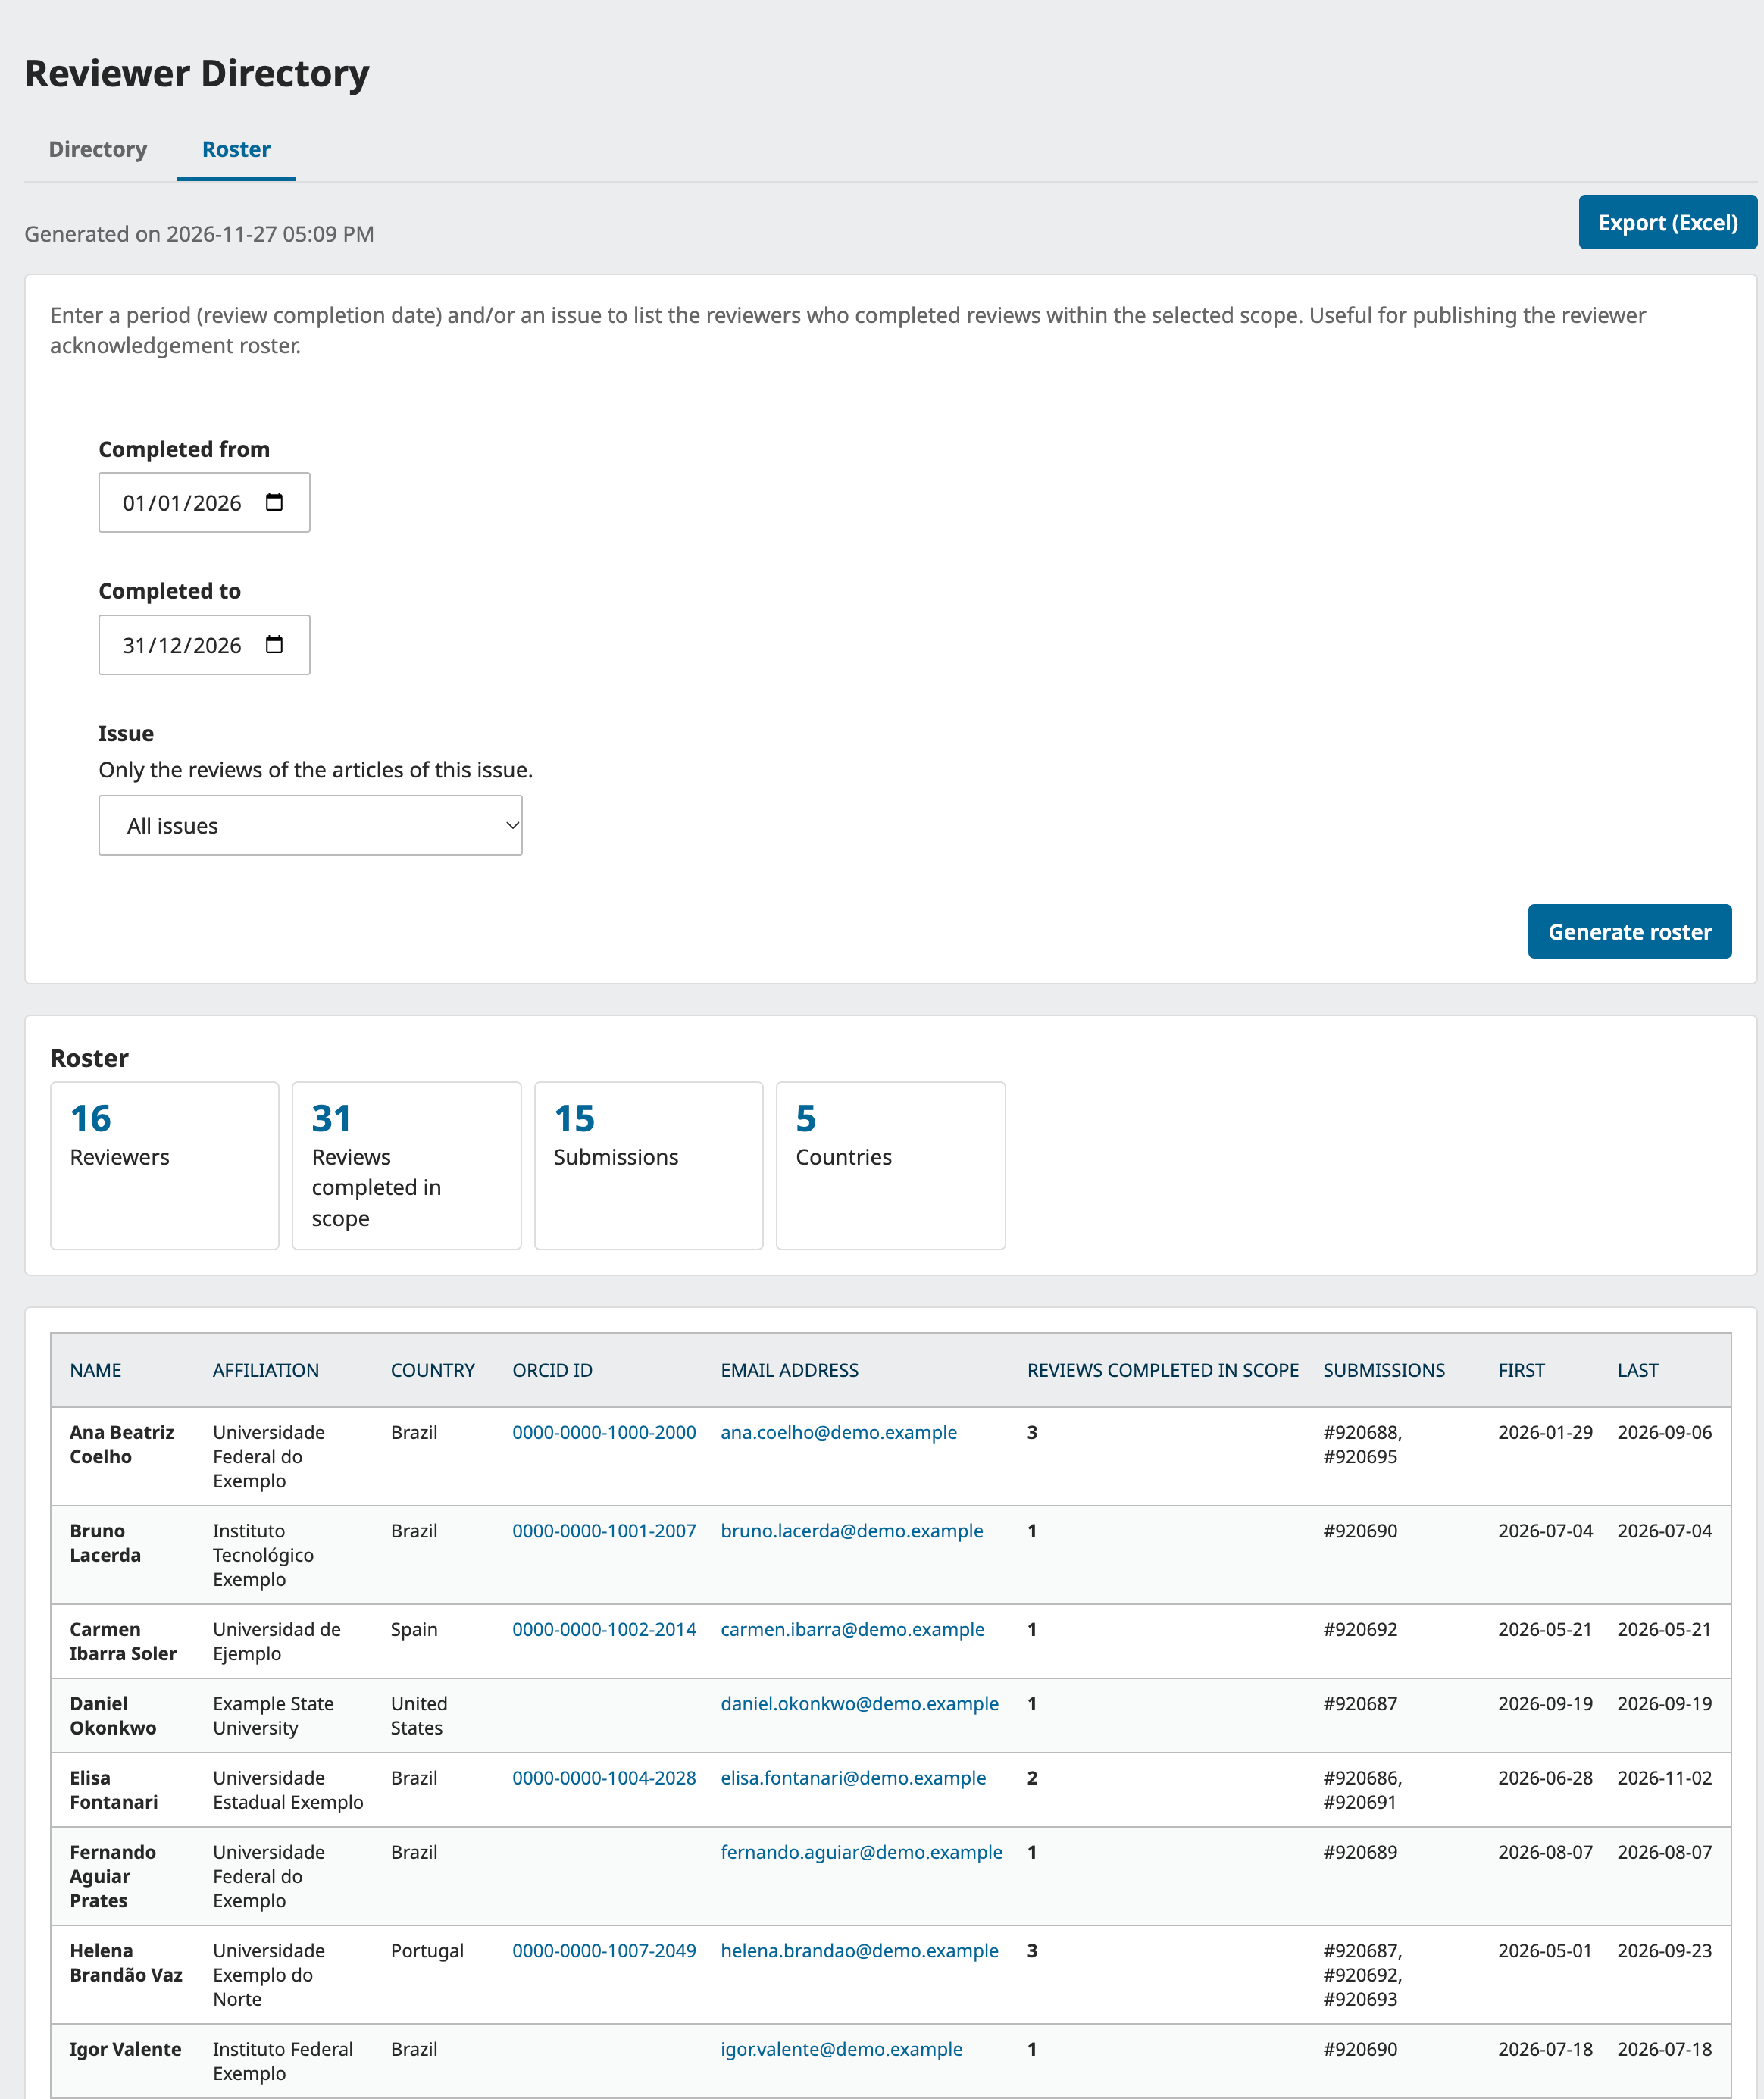 Reviewer Directory
Directory
Roster
Generated on 2026-11-27 05:09 PM
Export (Excel)
Enter a period (review completion date) and/or an issue to list the reviewers who completed reviews within the selected scope. Useful for publishing the reviewer
acknowledgement roster.
Completed from
01/01/2026
Completed to
31/12/2026
Issue
Only the reviews of the articles of this issue.
All issues
Generate roster
Roster
16
Reviewers
31
Reviews
completed in
scope
15
Submissions
5
Countries
NAME AFFILIATION COUNTRY ORCID ID EMAIL ADDRESS REVIEWS COMPLETED IN SCOPE SUBMISSIONS FIRST LAST
Ana Beatriz Universidade Brazil 0000-0000-1000-2000 ana.coelho@demo.example 3 #920688, 2026-01-29 2026-09-06
Coelho Federal do #920695
Exemplo
Bruno Instituto Brazil 0000-0000-1001-2007 bruno.lacerda@demo.example 1 #920690 2026-07-04 2026-07-04
Lacerda Tecnológico
Exemplo
Carmen Universidad de Spain 0000-0000-1002-2014 carmen.ibarra@demo.example 1 #920692 2026-05-21 2026-05-21
Ibarra Soler Ejemplo
Daniel Example State United daniel.okonkwo@demo.example 1 #920687 2026-09-19 2026-09-19
Okonkwo University States
Elisa Universidade Brazil 0000-0000-1004-2028 elisa.fontanari@demo.example 2 #920686, 2026-06-28 2026-11-02
Fontanari Estadual Exemplo #920691
Fernando Universidade Brazil fernando.aguiar@demo.example 1 #920689 2026-08-07 2026-08-07
Aguiar Federal do
Prates Exemplo
Helena Universidade Portugal 0000-0000-1007-2049 helena.brandao@demo.example 3 #920687, 2026-05-01 2026-09-23
Brandão Vaz Exemplo do #920692,
Norte #920693
Igor Valente Instituto Federal Brazil igor.valente@demo.example 1 #920690 2026-07-18 2026-07-18
Exemplo